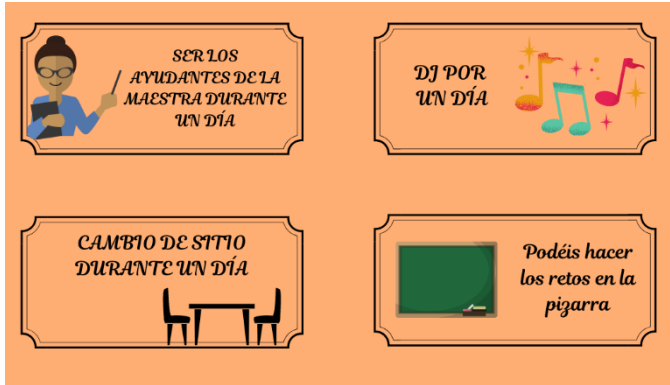 SER LOS
AYUDANTES DE LA
MAESTRA DURANTE
UN DÍA
DJ POR
UN DÍA
CAMBIO DE SITIO
DURANTE UN DÍA
Podéis hacer
los retos en la
pizarra